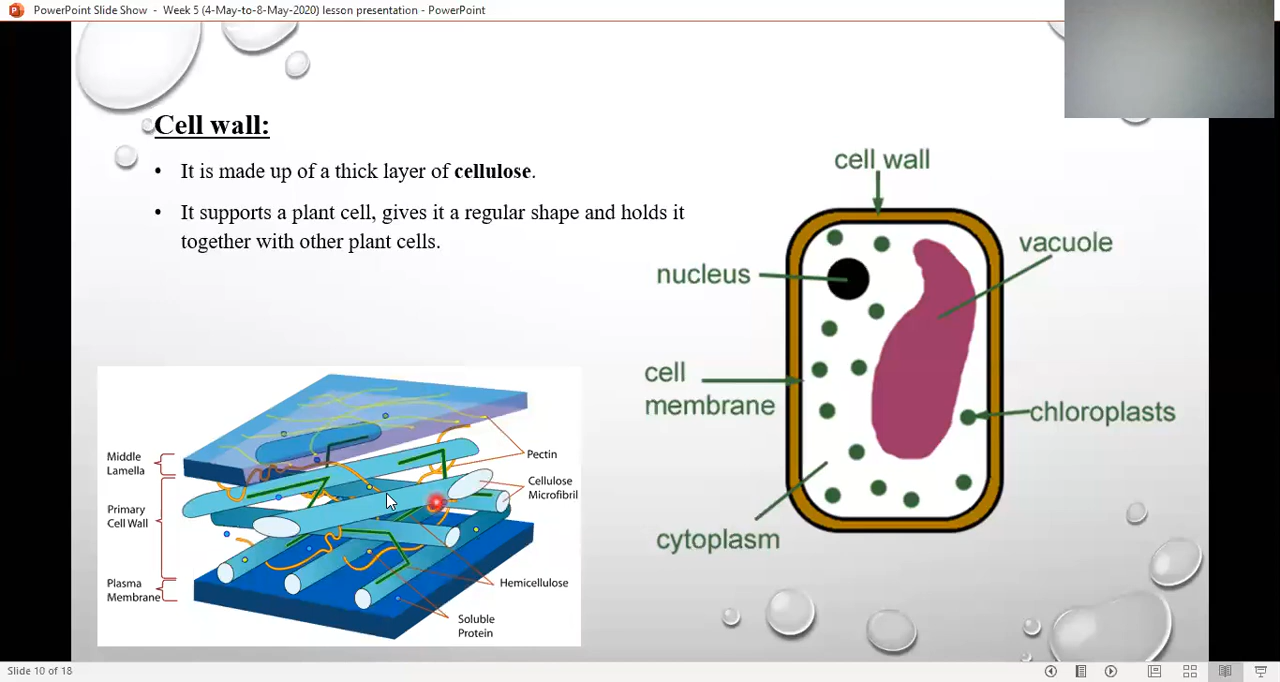 PowerPoint Slide Show - Week 5 (4-May-to-8-May-2020) lesson presentation - PowerPoint
Cell wall:
• It is made up of a thick layer of cellulose.
• It supports a plant cell, gives it a regular shape and holds it
together with other plant cells.
cell wall
vacuole
nucleus
cell
membrane
chloroplasts
cytoplasm
Middle
Lamella
Primary
Cell Wall
Plasma
Membrane
Pectin
Cellulose
Microfibril
Hemicellulose
Soluble
Protein
Slide 10 of 18